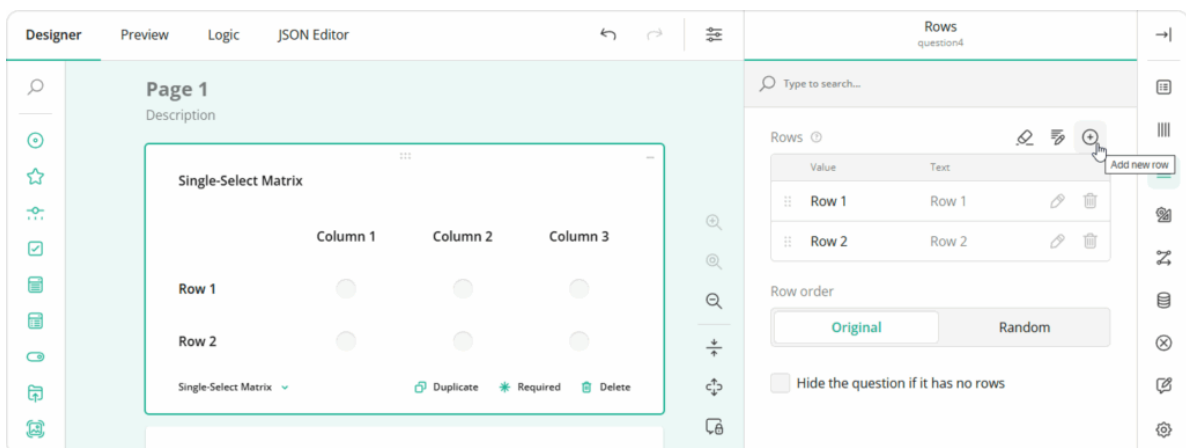 Designer Preview Logic JSON Editor
Page 1
Description
Single-Select Matrix
Column 1 Column 2 Column 3
Row 1
Row 2
Single-Select Matrix Duplicate Required Delete
Rows
question4
Type to search...
Rows
Add new row
Value Text
Row 1 Row 1
Row 2 Row 2
Row order
Original Random
Hide the question if it has no rows